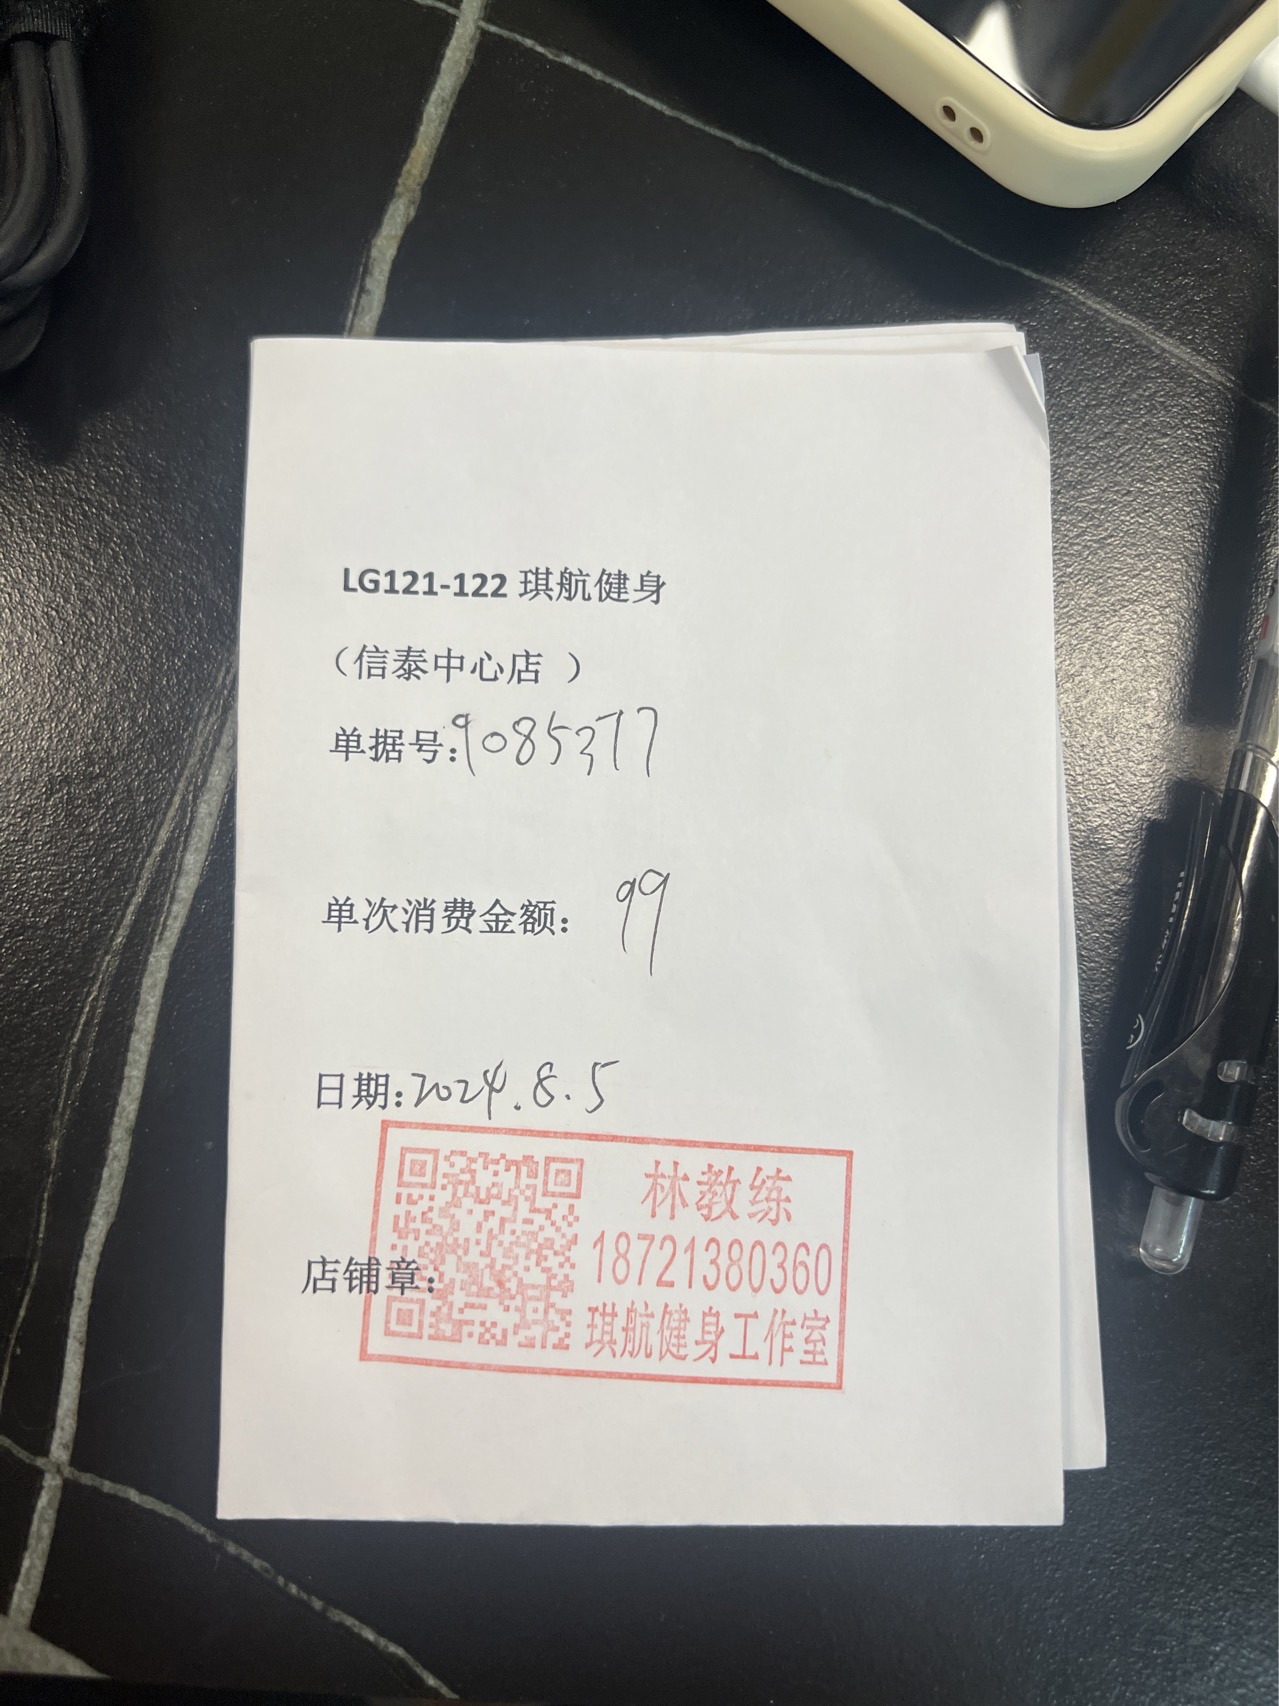 LG121-122 琪航健身
（信泰中心店 ）
单据号:9085377
单次消费金额： 99
日期:2024.8.5
店铺章:
林教练
18721380360
琪航健身工作室